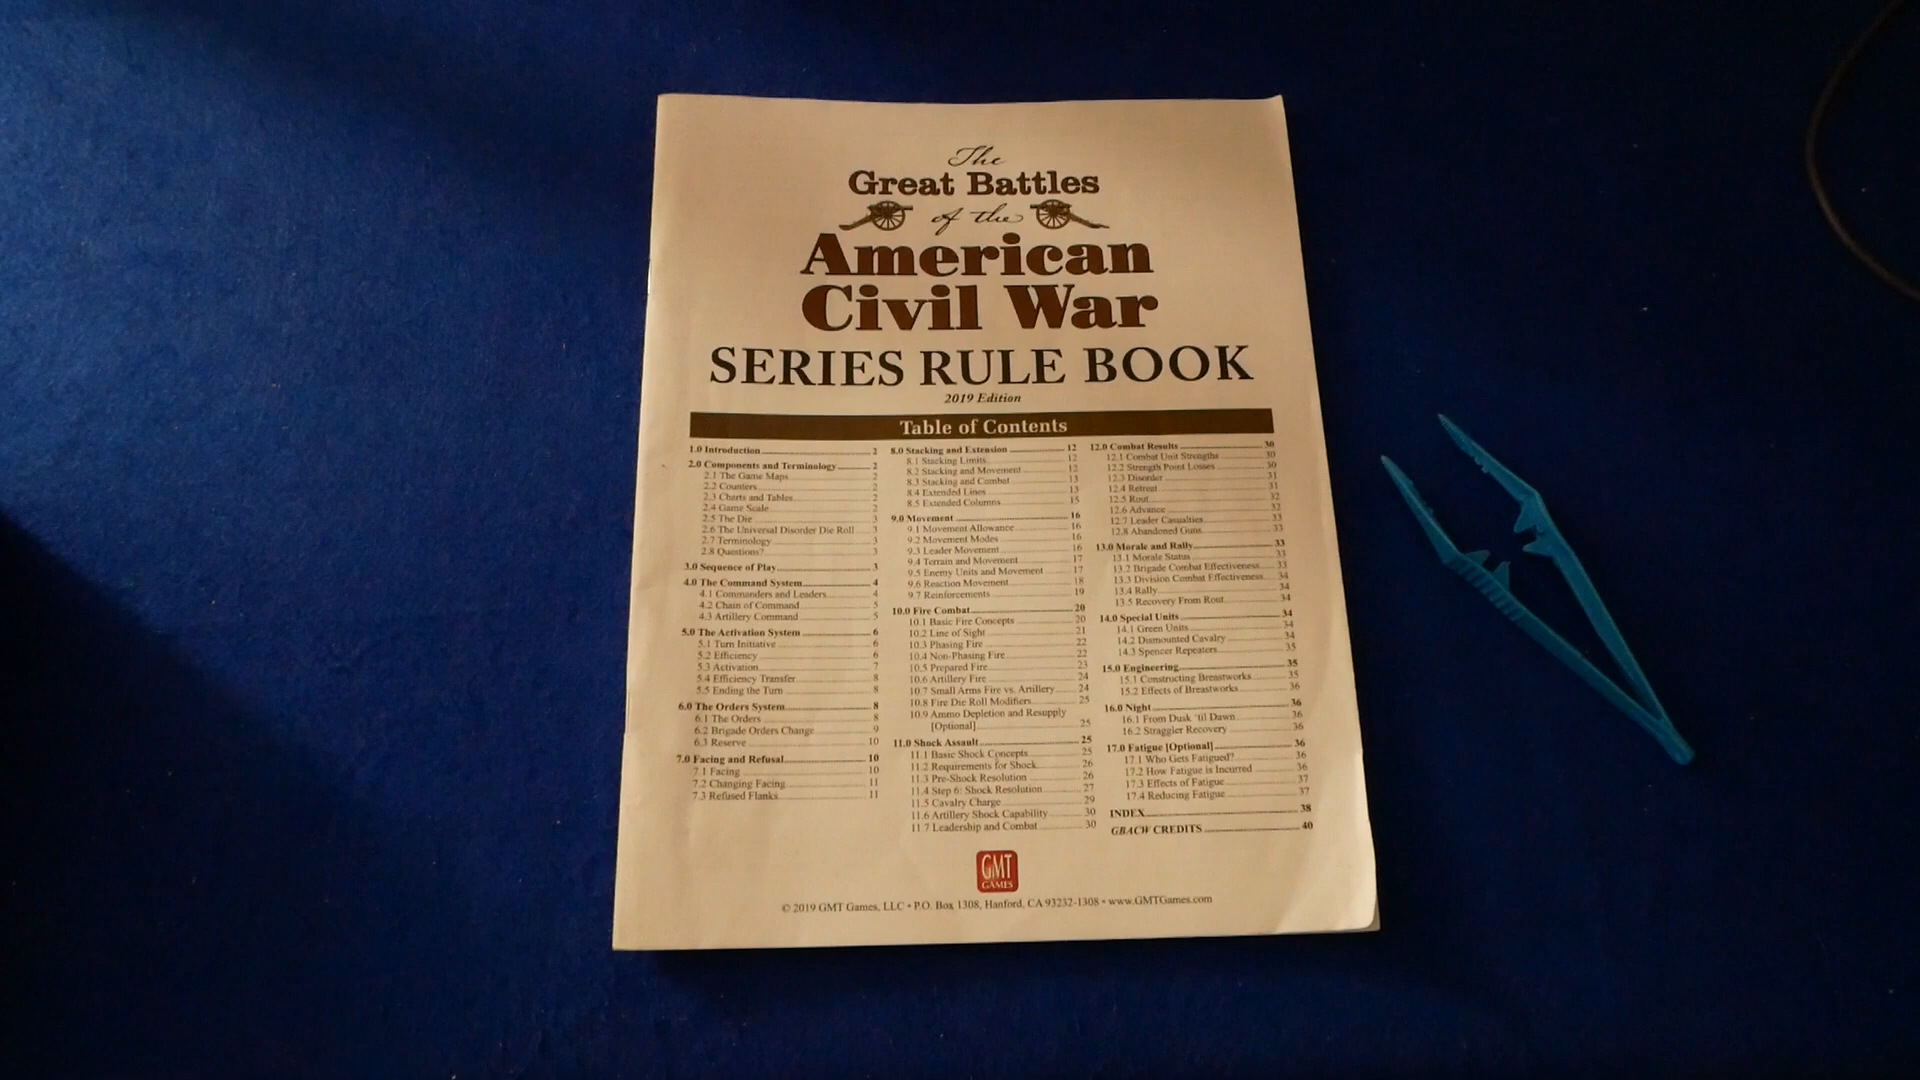 The
Great Battles
of the
American
Civil War
SERIES RULE BOOK
2019 Edition
Table of Contents
1.0 Introduction 2
2.0 Components and Terminology 2
2.1 The Game Maps 2
2.2 Counters 2
2.3 Charts and Tables 2
2.4 Game Scale 2
2.5 The Die 3
2.6 The Universal Disorder Die Roll 3
2.7 Terminology 3
2.8 Questions? 3
3.0 Sequence of Play 3
4.0 The Command System 4
4.1 Commanders and Leaders 4
4.2 Chain of Command 5
4.3 Artillery Command 5
5.0 The Activation System 6
5.1 Turn Initiative 6
5.2 Efficiency 6
5.3 Activation 7
5.4 Efficiency Transfer 8
5.5 Ending the Turn 8
6.0 The Orders System 8
6.1 The Orders 8
6.2 Brigade Orders Change 9
6.3 Reserve 10
7.0 Facing and Refusal 10
7.1 Facing 10
7.2 Changing Facing 11
7.3 Refused Flanks 11
8.0 Stacking and Extension 12
8.1 Stacking Limits 12
8.2 Stacking and Movement 12
8.3 Stacking and Combat 13
8.4 Extended Lines 13
8.5 Extended Columns 15
9.0 Movement 16
9.1 Movement Allowance 16
9.2 Movement Modes 16
9.3 Leader Movement 16
9.4 Terrain and Movement 17
9.5 Enemy Units and Movement 17
9.6 Reaction Movement 18
9.7 Reinforcements 19
10.0 Fire Combat 20
10.1 Basic Fire Concepts 20
10.2 Line of Sight 21
10.3 Phasing Fire 22
10.4 Non-Phasing Fire 22
10.5 Prepared Fire 23
10.6 Artillery Fire 24
10.7 Small Arms Fire vs. Artillery 24
10.8 Fire Die Roll Modifiers 25
10.9 Ammo Depletion and Resupply
[Optional] 25
11.0 Shock Assault 25
11.1 Basic Shock Concepts 25
11.2 Requirements for Shock 26
11.3 Pre-Shock Resolution 26
11.4 Step 6: Shock Resolution 27
11.5 Cavalry Charge 29
11.6 Artillery Shock Capability 30
11.7 Leadership and Combat 30
12.0 Combat Results 30
12.1 Combat Unit Strengths 30
12.2 Strength Point Losses 30
12.3 Disorder 31
12.4 Retreat 31
12.5 Rout 32
12.6 Advance 32
12.7 Leader Casualties 33
12.8 Abandoned Guns 33
13.0 Morale and Rally 33
13.1 Morale Status 33
13.2 Brigade Combat Effectiveness 33
13.3 Division Combat Effectiveness 34
13.4 Rally 34
13.5 Recovery From Rout 34
14.0 Special Units 34
14.1 Green Units 34
14.2 Dismounted Cavalry 34
14.3 Spencer Repeaters 35
15.0 Engineering 35
15.1 Constructing Breastworks 35
15.2 Effects of Breastworks 36
16.0 Night 36
16.1 From Dusk 'til Dawn 36
16.2 Straggler Recovery 36
17.0 Fatigue [Optional] 36
17.1 Who Gets Fatigued? 36
17.2 How Fatigue is Incurred 36
17.3 Effects of Fatigue 37
17.4 Reducing Fatigue 37
INDEX 38
GBACW CREDITS 40
GMT
GAMES
© 2019 GMT Games, LLC • P.O. Box 1308, Hanford, CA 93232-1308 • www.GMTGames.com